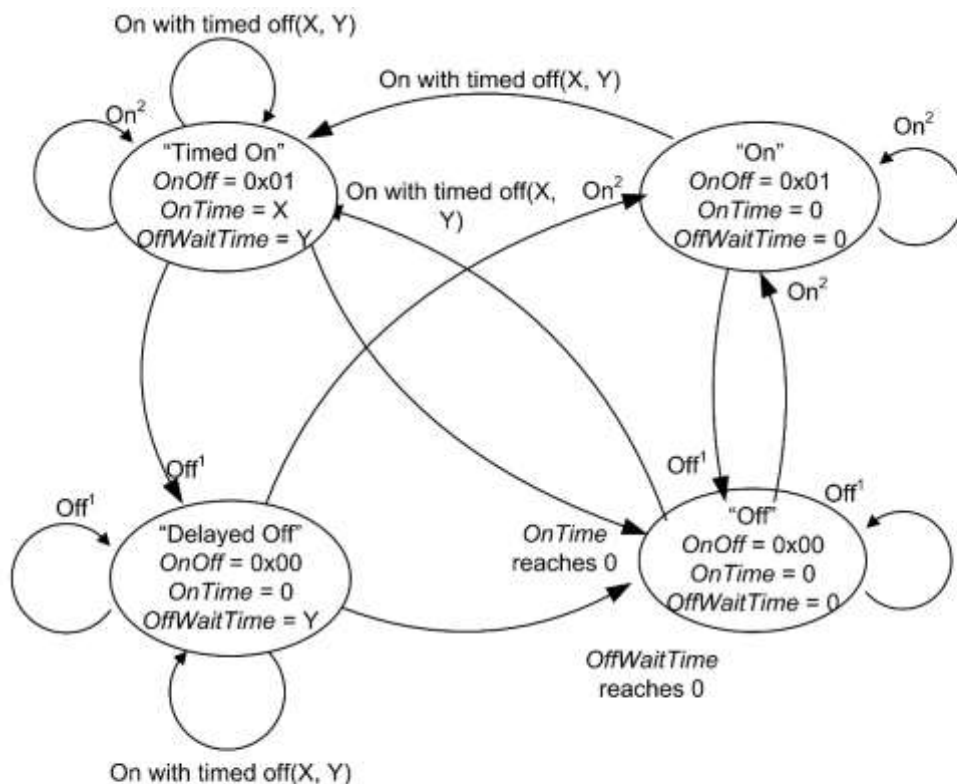 On with timed off(X, Y)
On with timed off(X, Y)
On²
On²
“Timed On”
OnOff = 0x01
OnTime = X
OffWaitTime = Y
“On”
OnOff = 0x01
OnTime = 0
OffWaitTime = 0
On with timed off(X,
Y)
On²
On²
Off¹
Off¹
Off¹
Off¹
“Delayed Off”
OnOff = 0x00
OnTime = 0
OffWaitTime = Y
OnTime
reaches 0
“Off”
OnOff = 0x00
OnTime = 0
OffWaitTime = 0
OffWaitTime
reaches 0
On with timed off(X, Y)